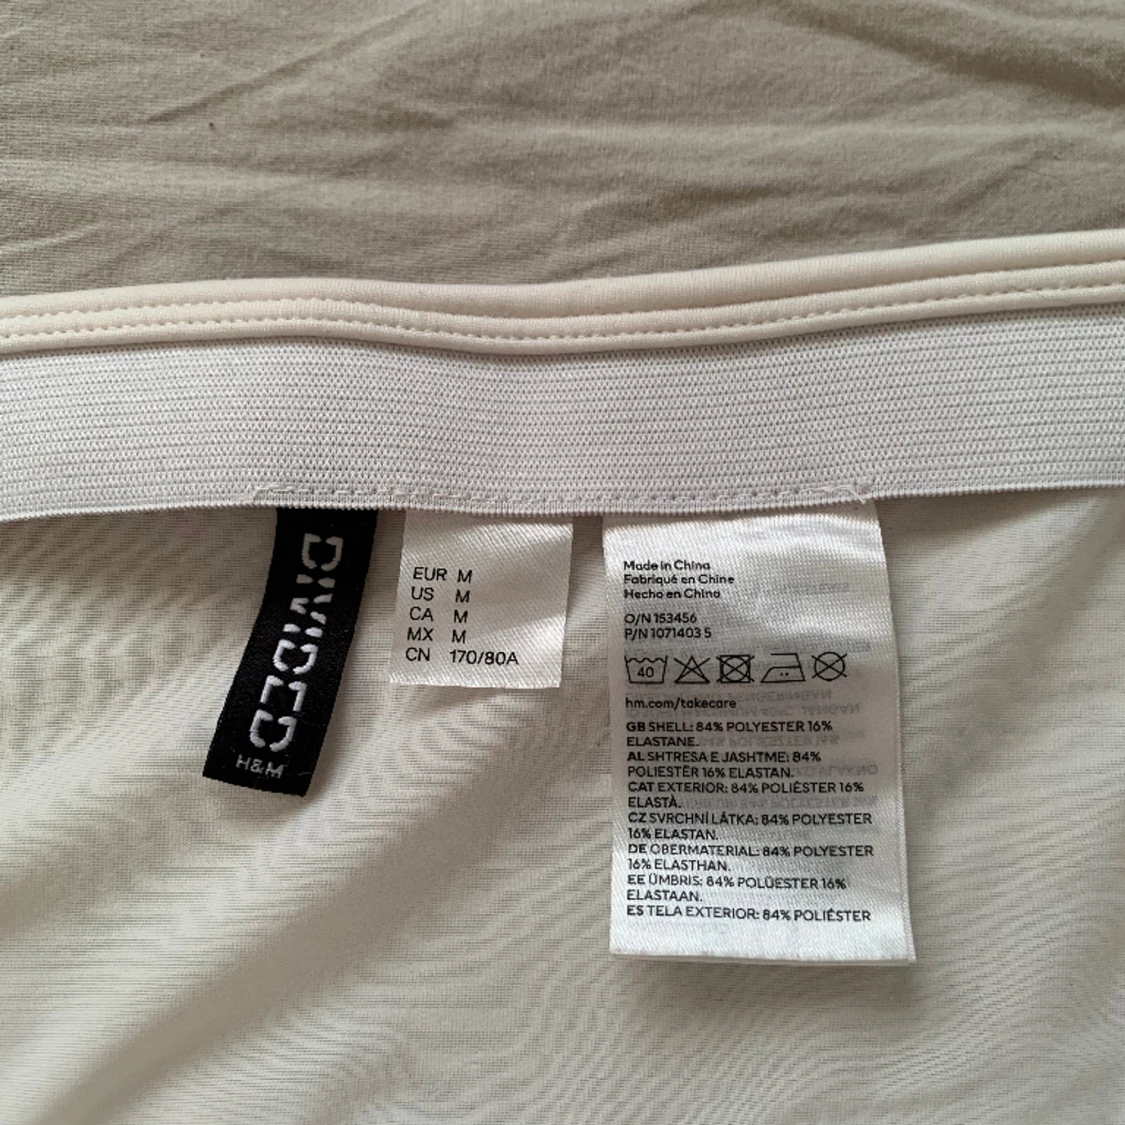 DIVIDED
H&M
EUR M
US M
CA M
MX M
CN 170/80A
Made in China
Fabriqué en Chine
Hecho en China
O/N 153456
P/N 1071403 5
40
hm.com/takecare
GB SHELL: 84% POLYESTER 16%
ELASTANE.
AL SHTRESA E JASHTME: 84%
POLIESTËR 16% ELASTAN.
CAT EXTERIOR: 84% POLIÈSTER 16%
ELASTÀ.
CZ SVRCHNÍ LÁTKA: 84% POLYESTER
16% ELASTAN.
DE OBERMATERIAL: 84% POLYESTER
16% ELASTHAN.
EE ÜMBRIS: 84% POLÜESTER 16%
ELASTAAN.
ES TELA EXTERIOR: 84% POLIÉSTER